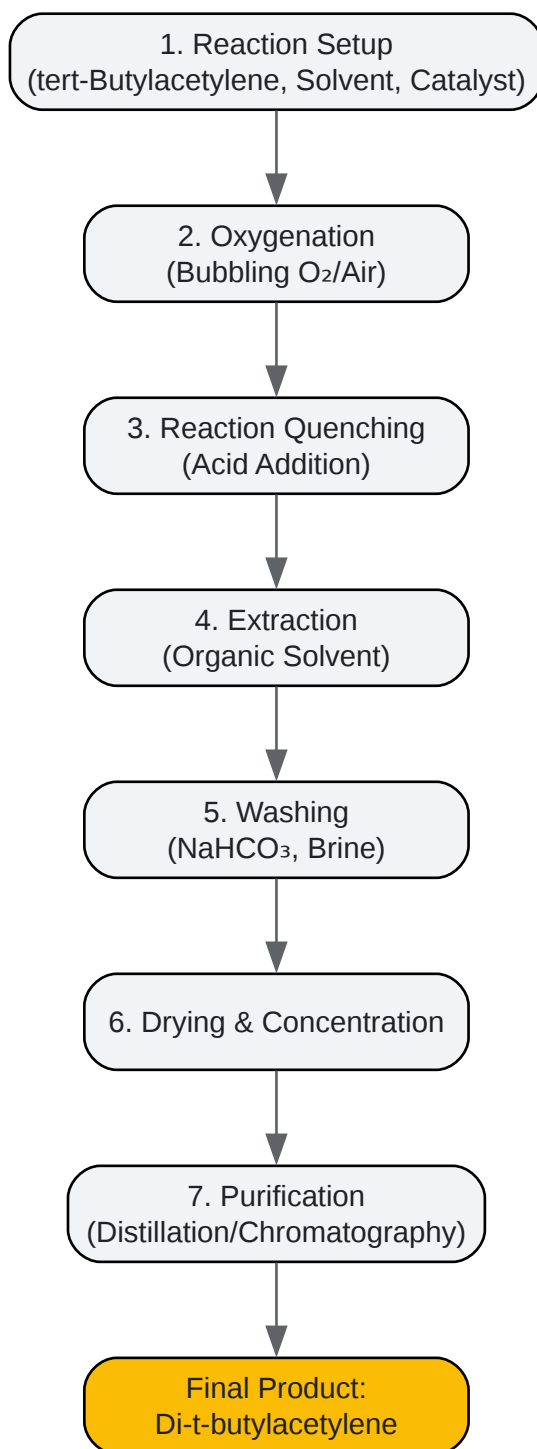 1. Reaction Setup
(tert-Butylacetylene, Solvent, Catalyst)
2. Oxygenation
(Bubbling O₂/Air)
3. Reaction Quenching
(Acid Addition)
4. Extraction
(Organic Solvent)
5. Washing
(NaHCO₃, Brine)
6. Drying & Concentration
7. Purification
(Distillation/Chromatography)
Final Product:
Di-t-butylacetylene